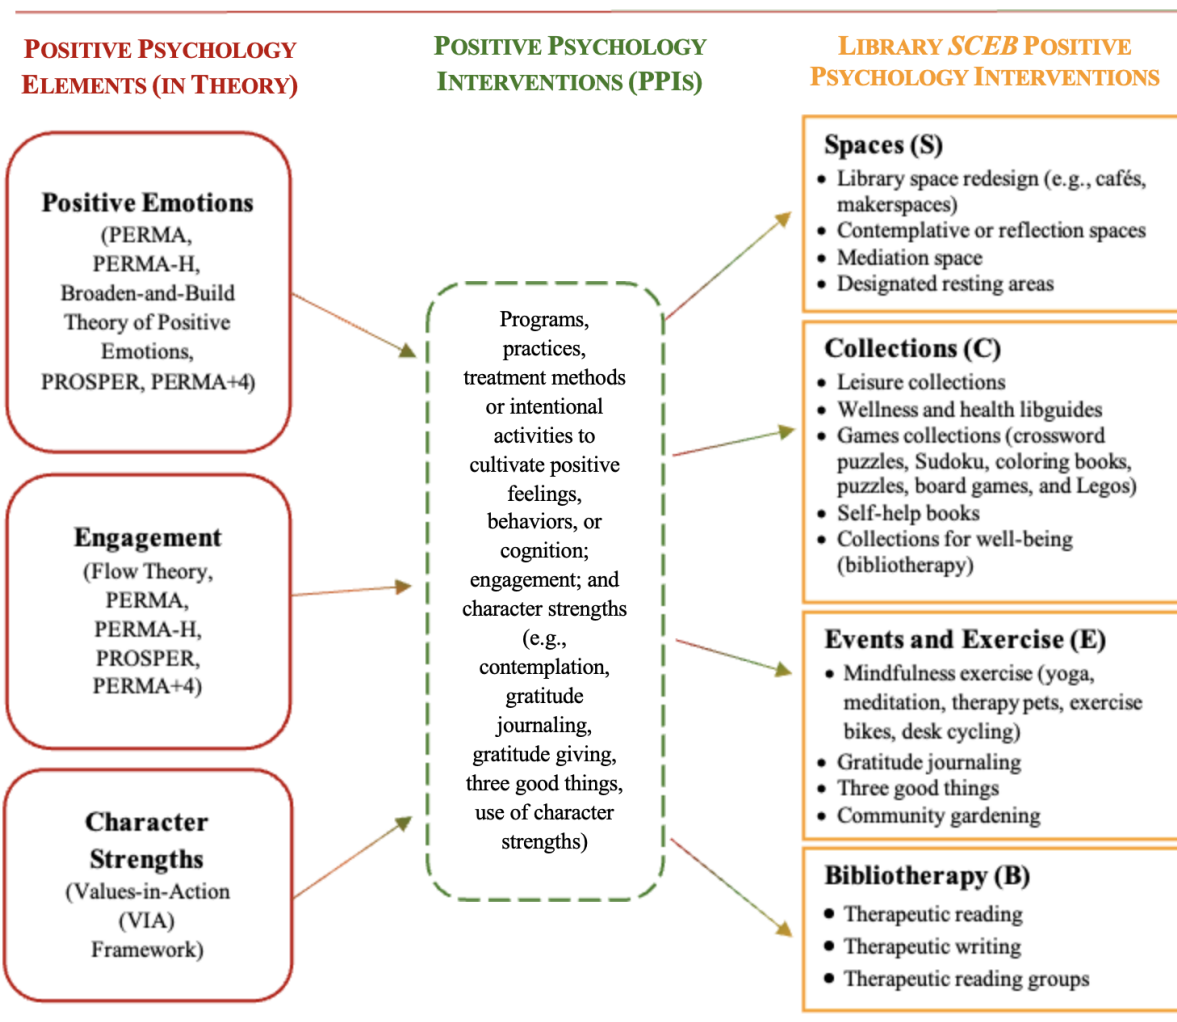 POSITIVE PSYCHOLOGY
ELEMENTS (IN THEORY)
Positive Emotions
(PERMA,
PERMA-H,
Broaden-and-Build
Theory of Positive
Emotions,
PROSPER, PERMA+4)
Engagement
(Flow Theory,
PERMA,
PERMA-H,
PROSPER,
PERMA+4)
Character
Strengths
(Values-in-Action
(VIA)
Framework)
POSITIVE PSYCHOLOGY
INTERVENTIONS (PPIs)
Programs,
practices,
treatment methods
or intentional
activities to
cultivate positive
feelings,
behaviors, or
cognition;
engagement; and
character strengths
(e.g.,
contemplation,
gratitude
journaling,
gratitude giving,
three good things,
use of character
strengths)
LIBRARY SCEB POSITIVE
PSYCHOLOGY INTERVENTIONS
Spaces (S)
• Library space redesign (e.g., cafés,
makerspaces)
• Contemplative or reflection spaces
• Mediation space
• Designated resting areas
Collections (C)
• Leisure collections
• Wellness and health libguides
• Games collections (crossword
puzzles, Sudoku, coloring books,
puzzles, board games, and Legos)
• Self-help books
• Collections for well-being
(bibliotherapy)
Events and Exercise (E)
• Mindfulness exercise (yoga,
meditation, therapy pets, exercise
bikes, desk cycling)
• Gratitude journaling
• Three good things
• Community gardening
Bibliotherapy (B)
• Therapeutic reading
• Therapeutic writing
• Therapeutic reading groups